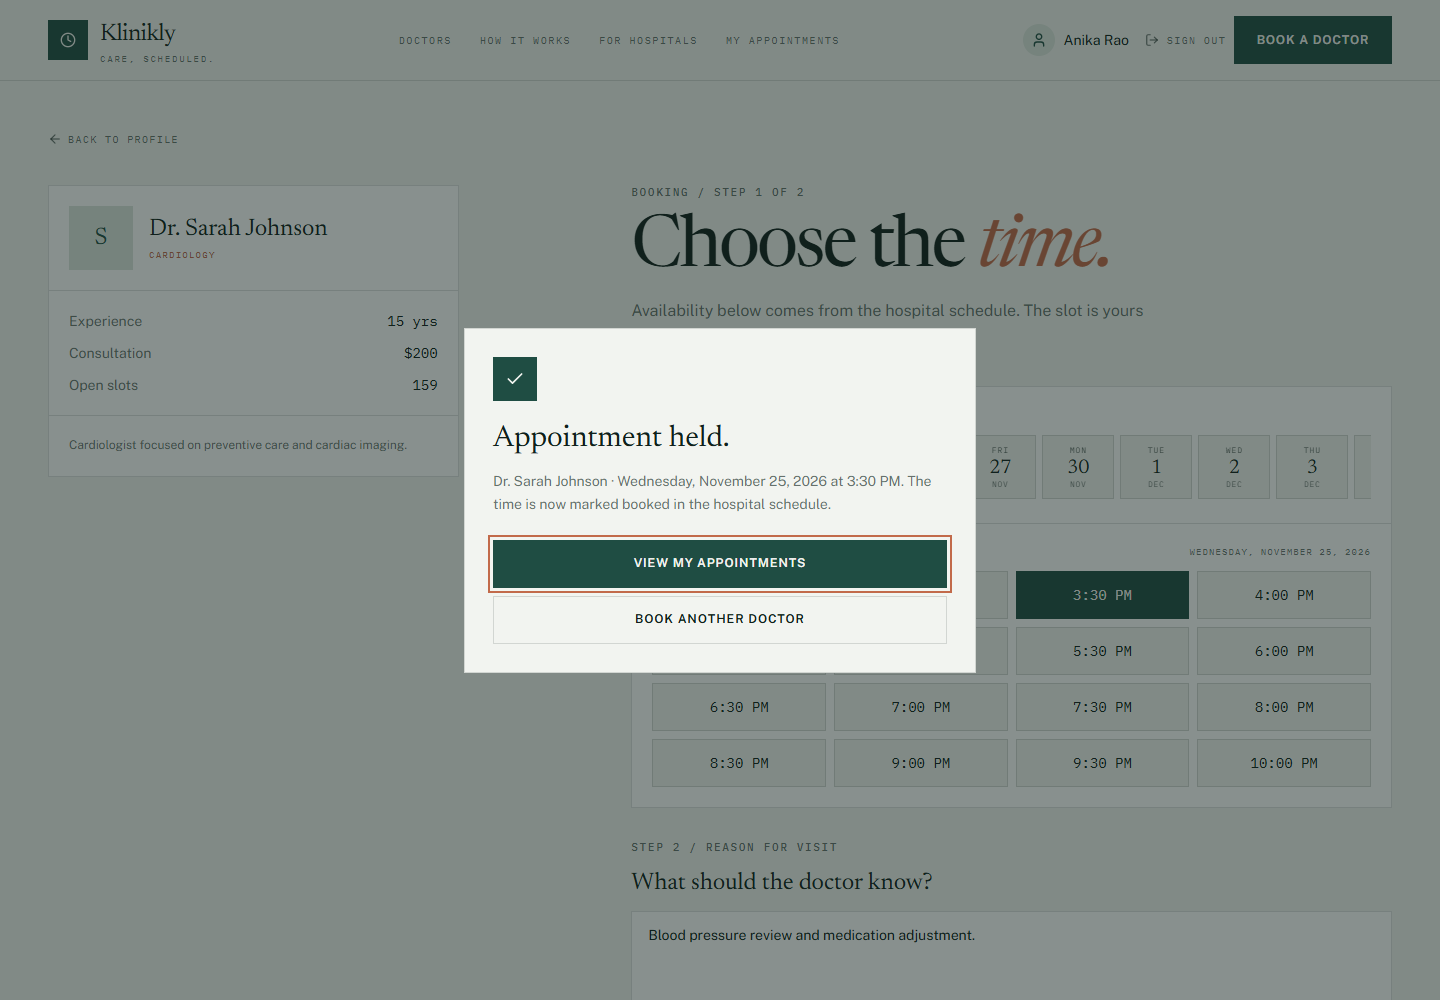 Klinikly
CARE, SCHEDULED.
DOCTORS
HOW IT WORKS
FOR HOSPITALS
MY APPOINTMENTS
Anika Rao
SIGN OUT
BOOK A DOCTOR
BACK TO PROFILE
S
Dr. Sarah Johnson
CARDIOLOGY
Experience 15 yrs
Consultation $200
Open slots 159
Cardiologist focused on preventive care and cardiac imaging.
BOOKING / STEP 1 OF 2
Choose the time.
Availability below comes from the hospital schedule. The slot is yours
Appointment held.
Dr. Sarah Johnson · Wednesday, November 25, 2026 at 3:30 PM. The
time is now marked booked in the hospital schedule.
VIEW MY APPOINTMENTS
BOOK ANOTHER DOCTOR
FRI
27
NOV
MON
30
NOV
TUE
1
DEC
WED
2
DEC
THU
3
DEC
WEDNESDAY, NOVEMBER 25, 2026
3:30 PM
4:00 PM
5:30 PM
6:00 PM
6:30 PM
7:00 PM
7:30 PM
8:00 PM
8:30 PM
9:00 PM
9:30 PM
10:00 PM
STEP 2 / REASON FOR VISIT
What should the doctor know?
Blood pressure review and medication adjustment.